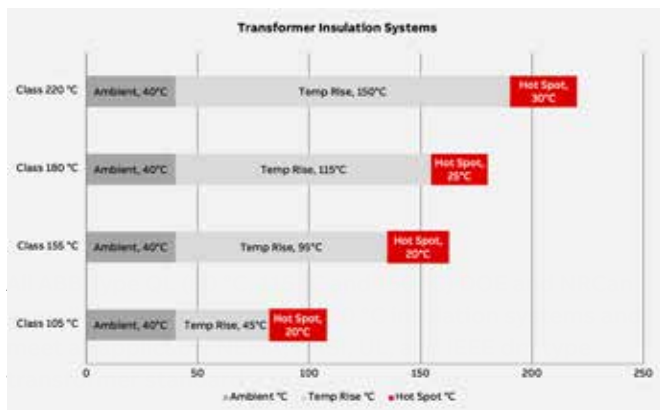 Transformer Insulation Systems
Class 220 °C
Ambient, 40°C
Temp Rise, 150°C
Hot Spot,
30°C
Class 180 °C
Ambient, 40°C
Temp Rise, 115°C
Hot Spot,
25°C
Class 155 °C
Ambient, 40°C
Temp Rise, 95°C
Hot Spot,
20°C
Class 105 °C
Ambient, 40°C
Temp Rise, 45°C
Hot Spot,
20°C
0 50 100 150 200 250
Ambient °C Temp Rise °C Hot Spot °C